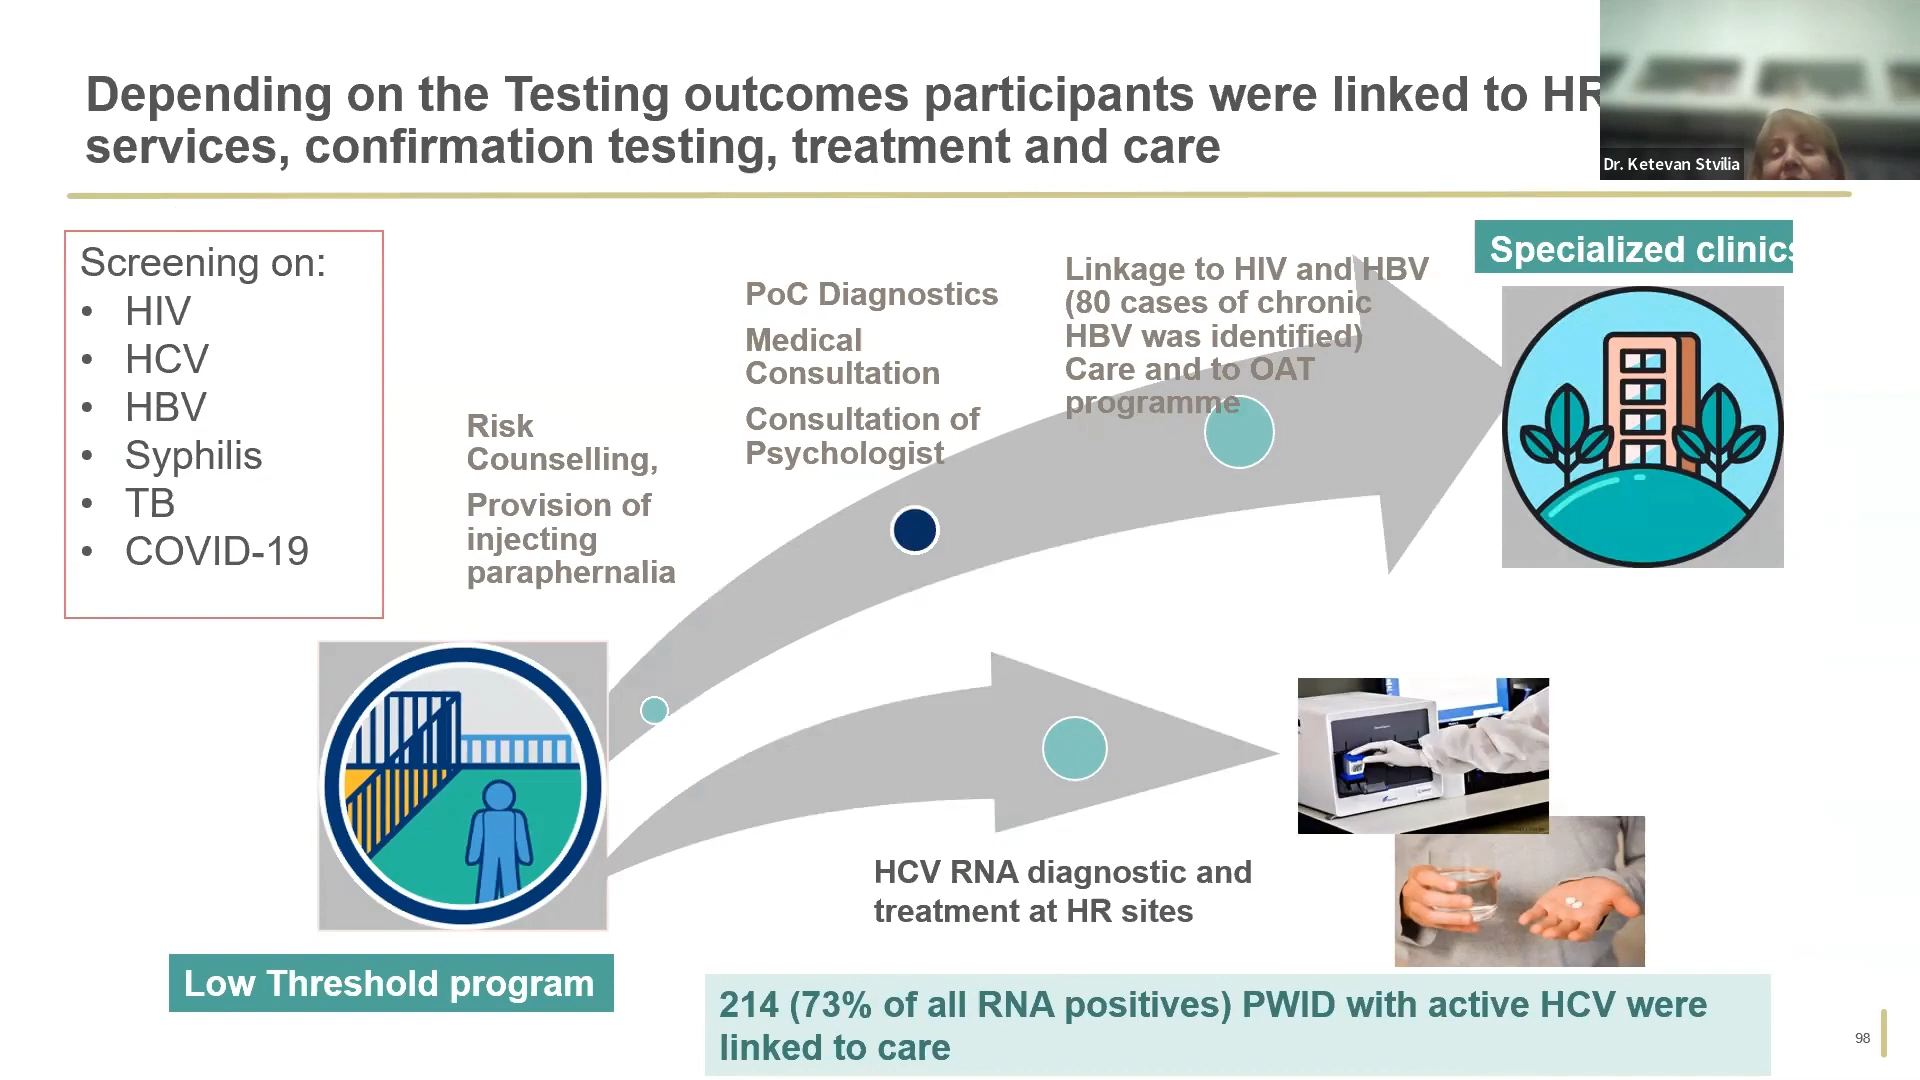 Depending on the Testing outcomes participants were linked to HR
services, confirmation testing, treatment and care
Dr. Ketevan Stvilia
Screening on:
• HIV
• HCV
• HBV
• Syphilis
• TB
• COVID-19
Risk
Counselling,
Provision of
injecting
paraphernalia
PoC Diagnostics
Medical
Consultation
Consultation of
Psychologist
Linkage to HIV and HBV
(80 cases of chronic
HBV was identified)
Care and to OAT
programme
Specialized clinics
HCV RNA diagnostic and
treatment at HR sites
Low Threshold program
214 (73% of all RNA positives) PWID with active HCV were
linked to care
98